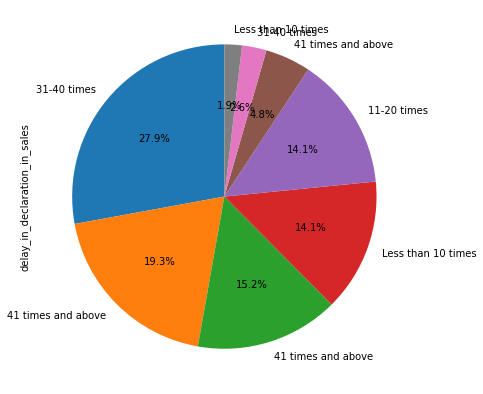 Less than 10 times
31-40 times
41 times and above
31-40 times
11-20 times
1.9%
2.6%
4.8%
27.9%
14.1%
delay_in_declaration_in_sales
14.1%
Less than 10 times
19.3%
15.2%
41 times and above
41 times and above